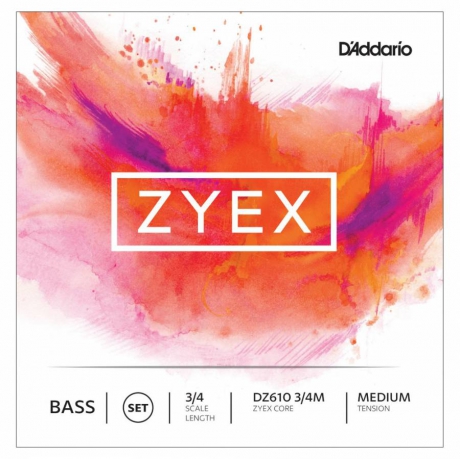 D'Addario
ZYEX
BASS
SET
3/4
SCALE
LENGTH
DZ610 3/4M
ZYEX CORE
MEDIUM
TENSION